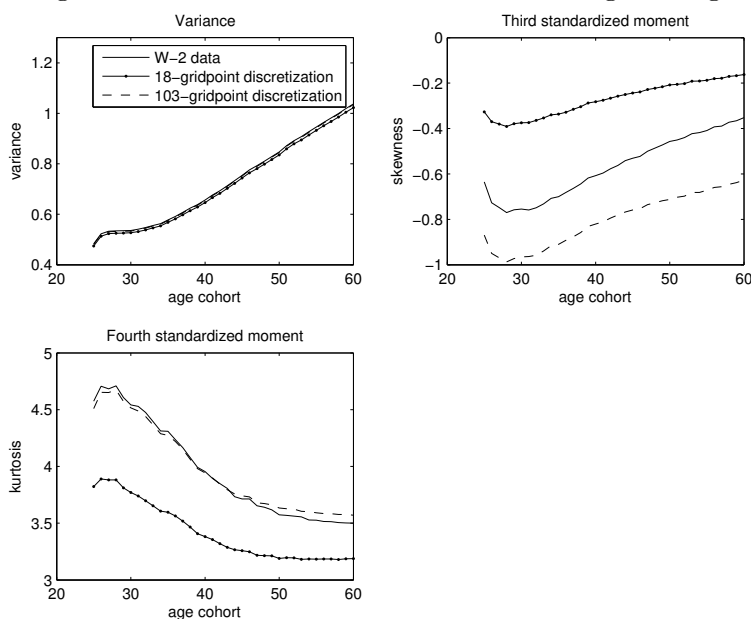 Variance
1.2
1
0.8
0.6
0.4
variance
W−2 data
18−gridpoint discretization
103−gridpoint discretization
20 30 40 50 60
age cohort
Third standardized moment
0
−0.2
−0.4
−0.6
−0.8
−1
skewness
20 30 40 50 60
age cohort
Fourth standardized moment
5
4.5
4
3.5
3
kurtosis
20 30 40 50 60
age cohort